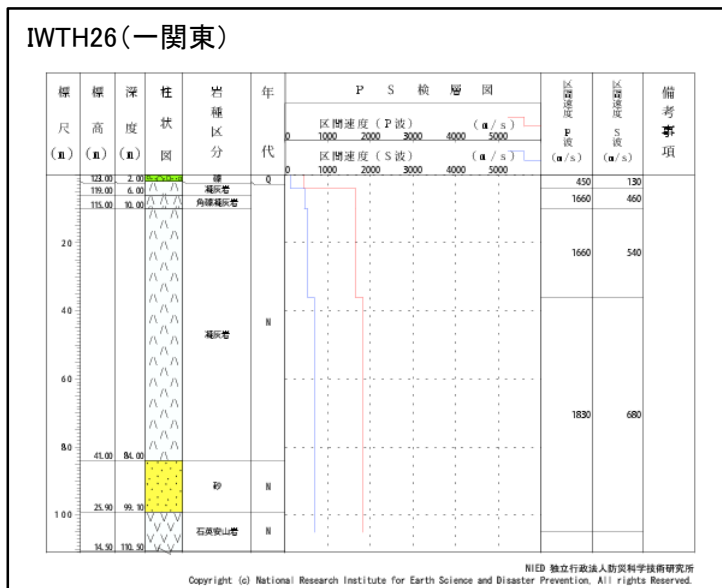 IWTH26(一関東)
標尺(m) 標高(m) 深度(m) 性状図 岩種区分 年代 PS検層図 区間速度 P波 (m/s) 区間速度 S波 (m/s) 備考事項
区間速度 (P波) (m/s)
0 1000 2000 3000 4000 5000
区間速度 (S波) (m/s)
0 1000 2000 3000 4000 5000
123.00 2.00 礫 Q 450 130
119.00 6.00 凝灰岩 1660 460
115.00 10.00 角礫凝灰岩
20 1660 540
40 凝灰岩 N
60 1830 680
80
41.00 84.00
砂 N
25.90 99.10
100
石英安山岩 N
14.50 110.50
NIED 独立行政法人防災科学技術研究所
Copyright (c) National Research Institute for Earth Science and Disaster Prevention, All rights Reserved.